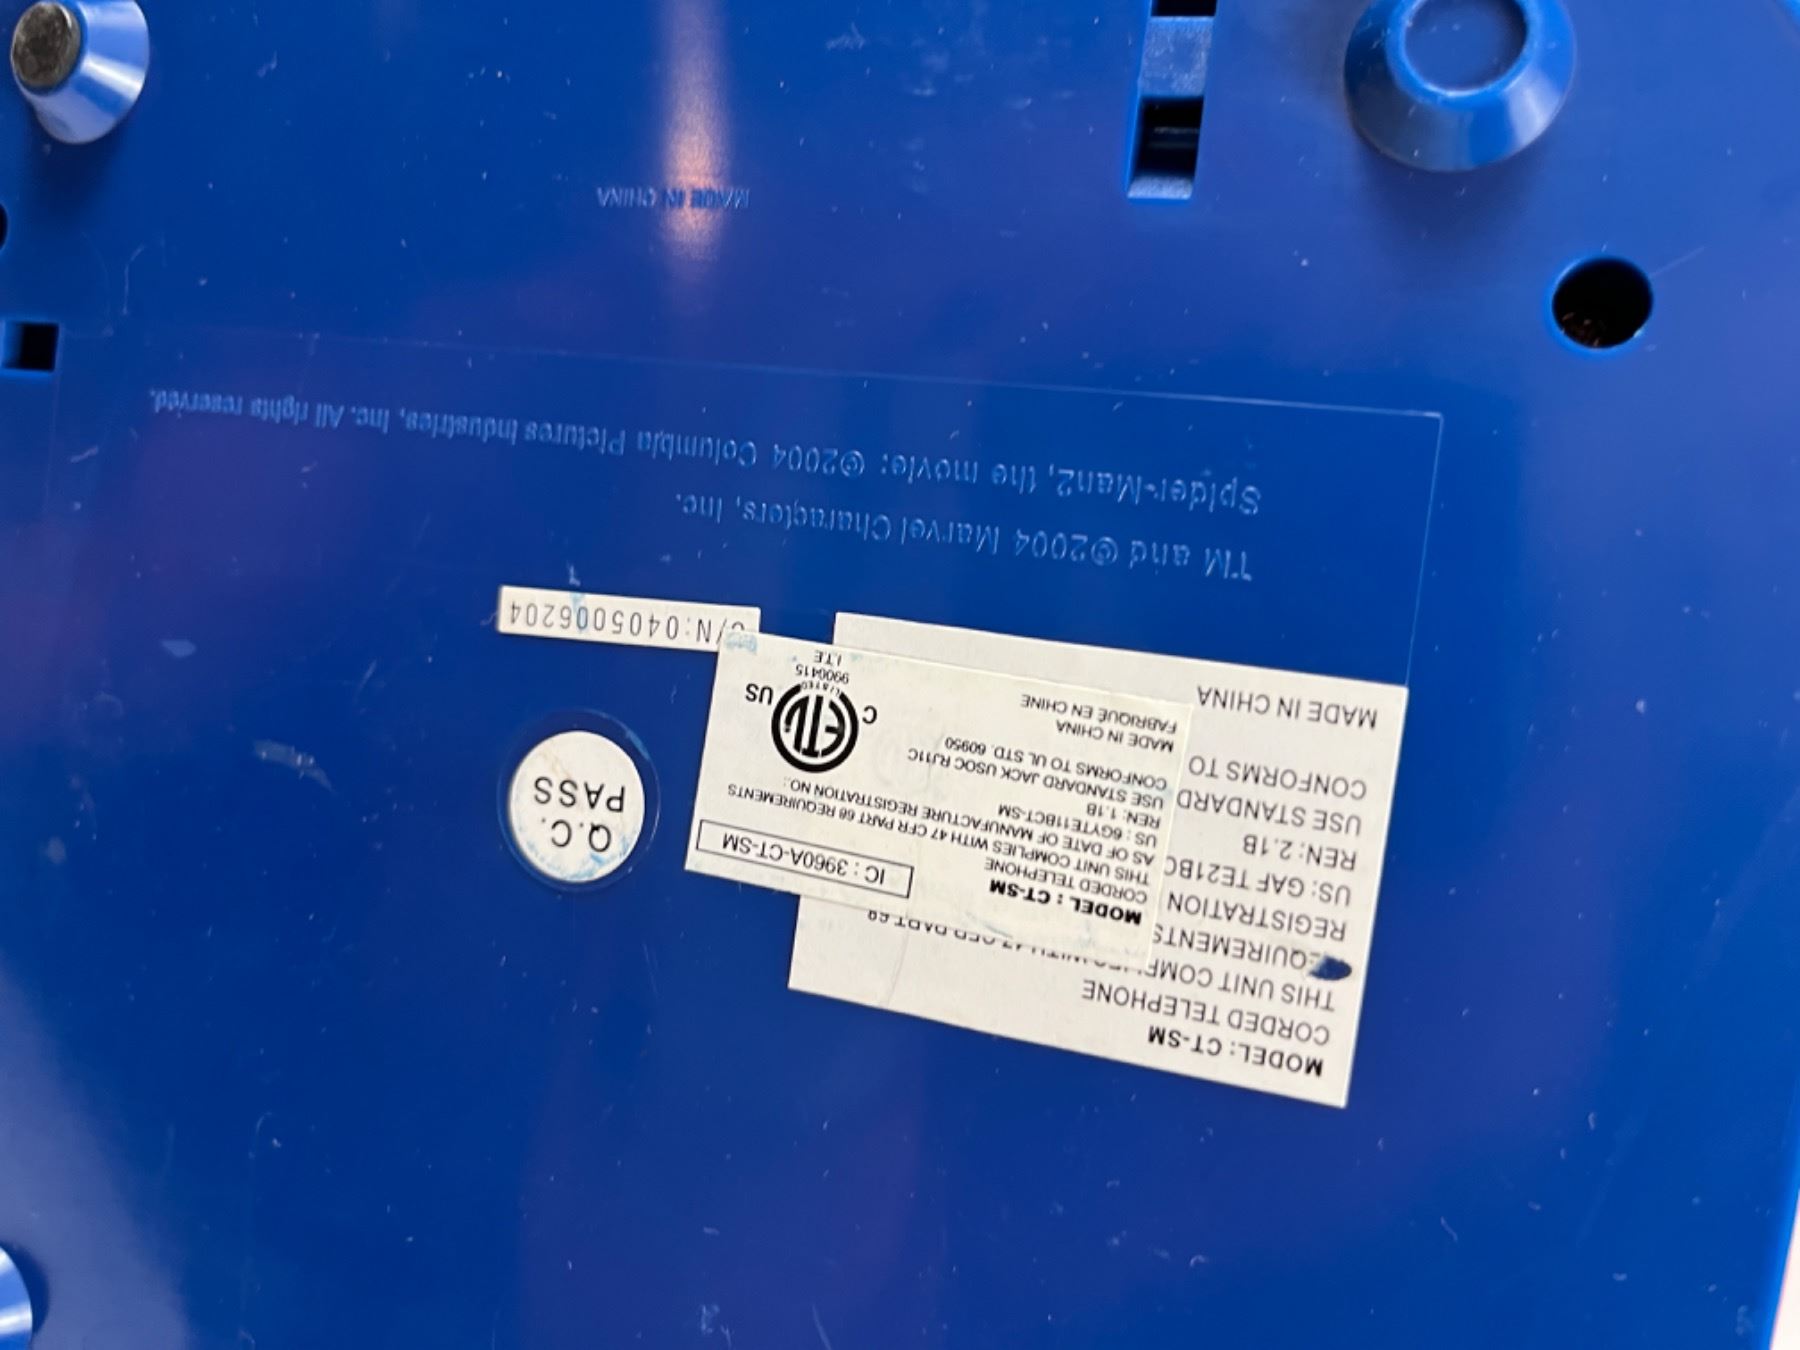 MODEL: CT-SM
CORDED TELEPHONE
THIS UNIT COMPLIES WITH 47 CFR PART 68
REQUIREMENTS
REGISTRATION
US: GAF TE21BC
REN: 2.1B
USE STANDARD
CONFORMS TO
MADE IN CHINA
MODEL : CT-SM
CORDED TELEPHONE
THIS UNIT COMPLIES WITH 47 CFR PART 68 REQUIREMENTS
AS OF DATE OF MANUFACTURE REGISTRATION NO.:
US : 6GYTE11BCT-SM
REN: 1.1B
USE STANDARD JACK USOC RJ11C
CONFORMS TO UL STD. 60950
MADE IN CHINA
FABRIQUÉ EN CHINE
IC : 3960A-CT-SM
C ETL US
LISTED
9900415
I.T.E
Q.C.
PASS
S/N:0405006204
TM and ©2004 Marvel Characters, Inc.
Spider-Man2, the movie: ©2004 Columbia Pictures Industries, Inc. All rights reserved.
MADE IN CHINA